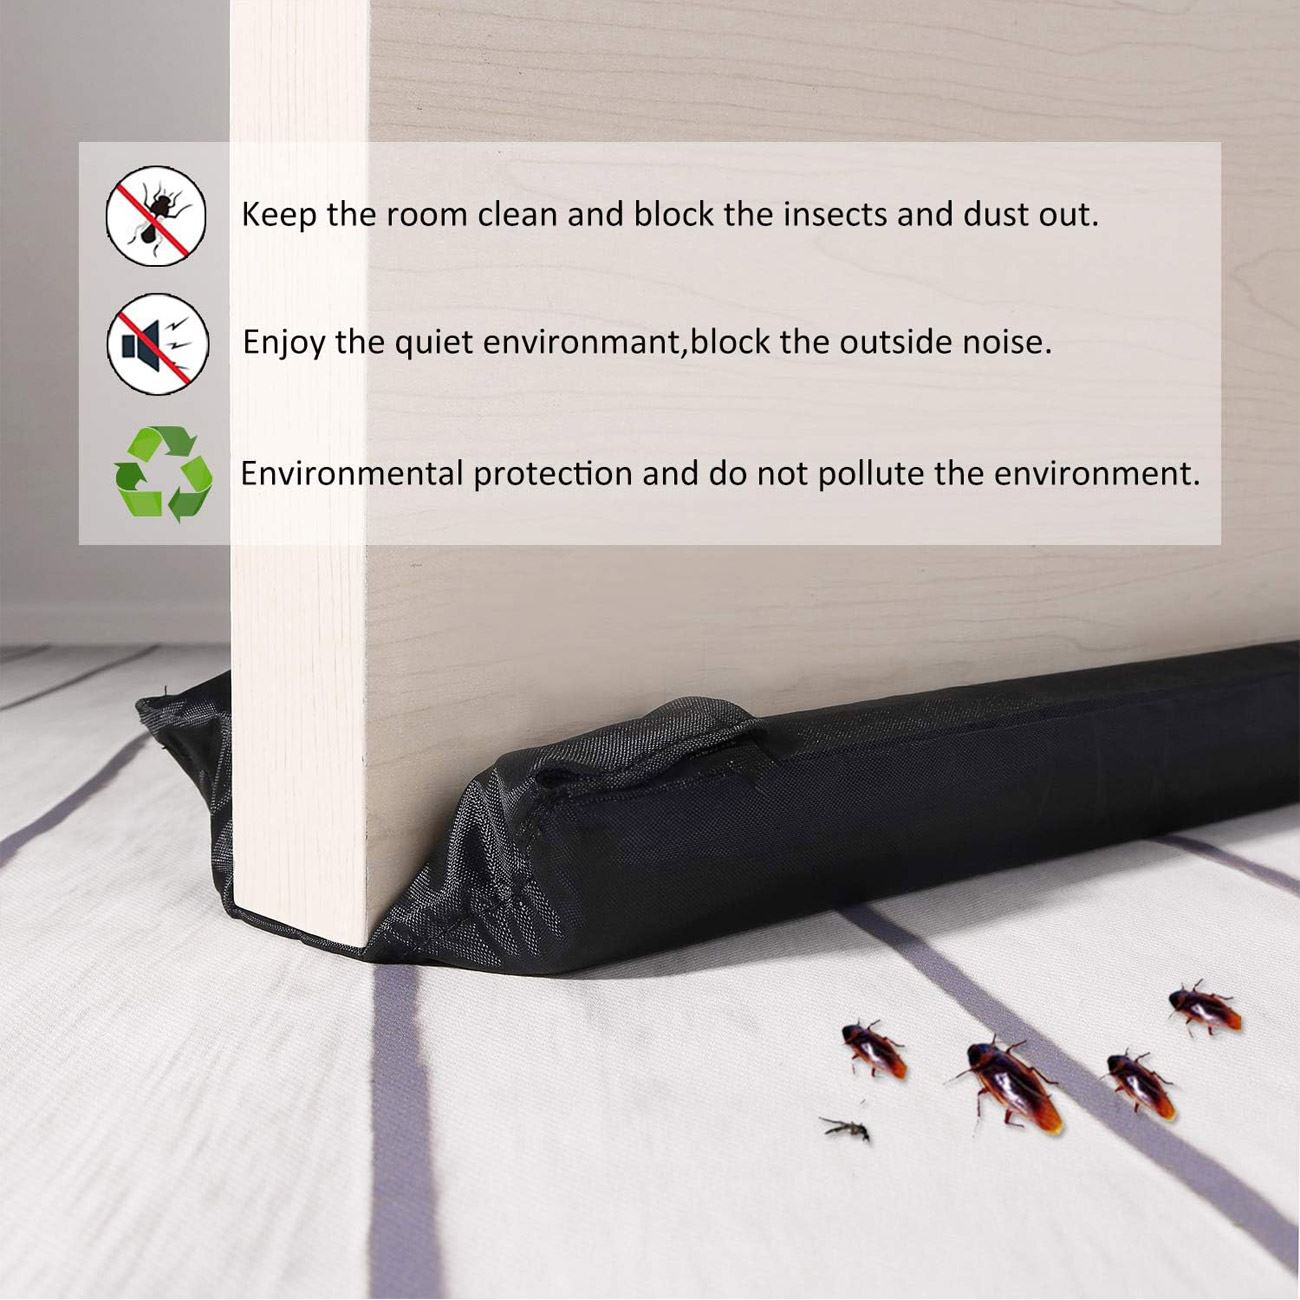 Keep the room clean and block the insects and dust out.
Enjoy the quiet environmant,block the outside noise.
Environmental protection and do not pollute the environment.